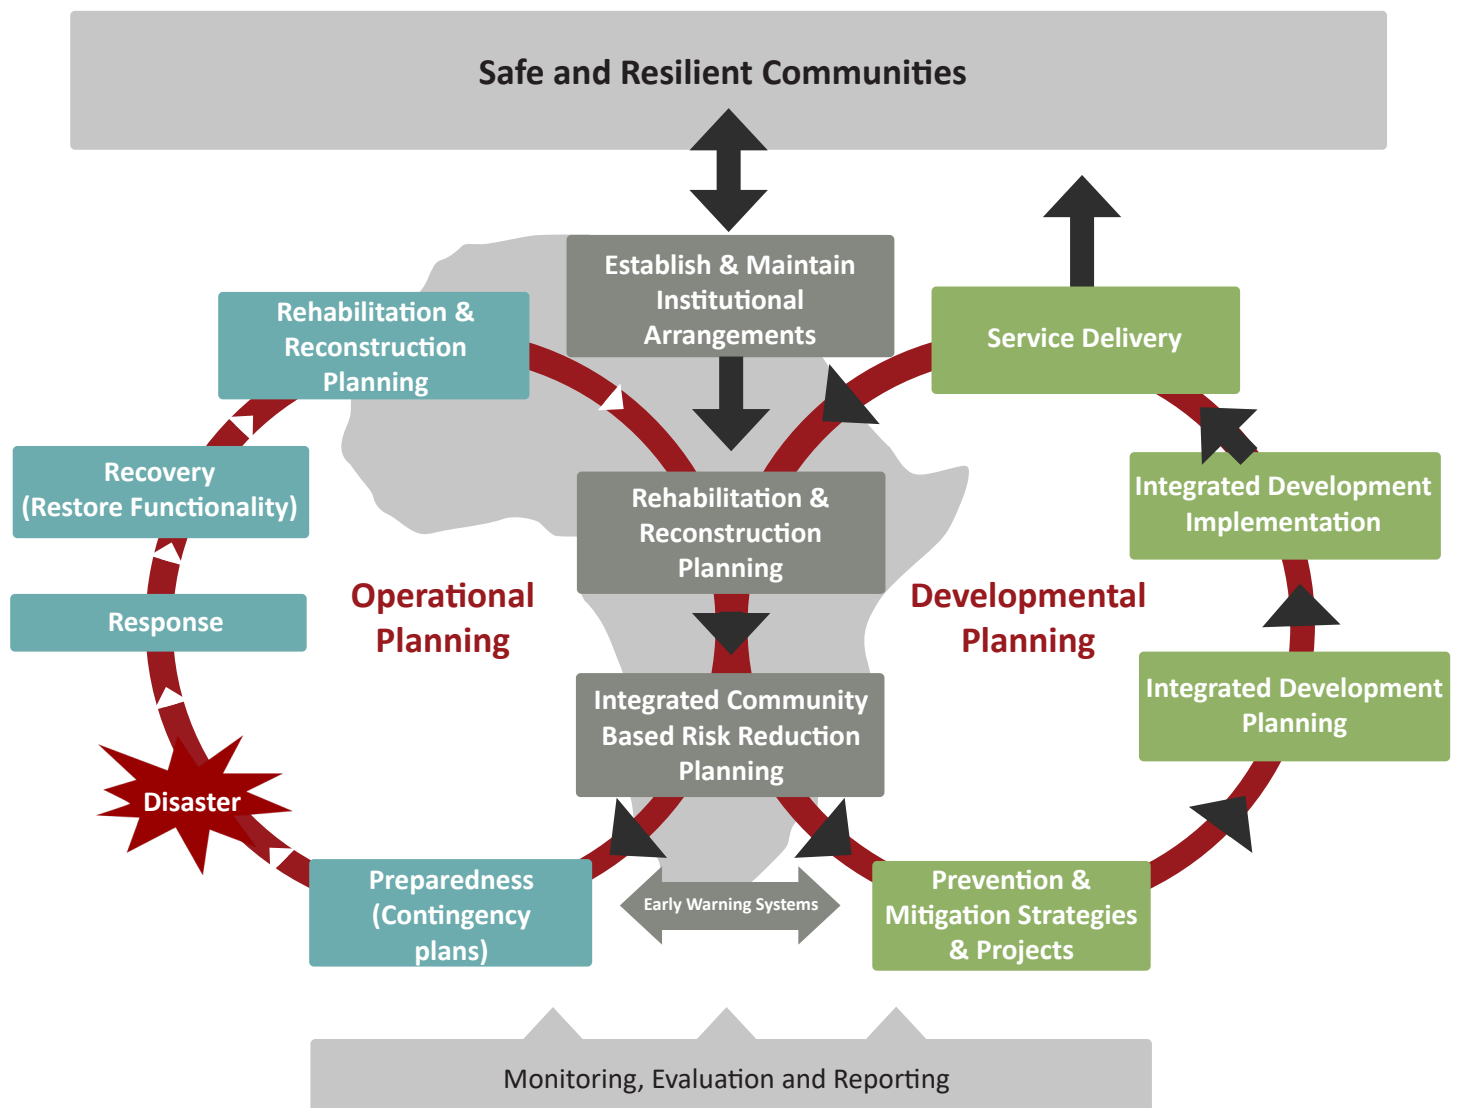 Safe and Resilient Communities
Establish & Maintain
Institutional
Arrangements
Rehabilitation &
Reconstruction
Planning
Service Delivery
Recovery
(Restore Functionality)
Rehabilitation &
Reconstruction
Planning
Integrated Development
Implementation
Response
Operational
Planning
Developmental
Planning
Integrated Community
Based Risk Reduction
Planning
Integrated Development
Planning
Disaster
Preparedness
(Contingency
plans)
Early Warning Systems
Prevention &
Mitigation Strategies
& Projects
Monitoring, Evaluation and Reporting